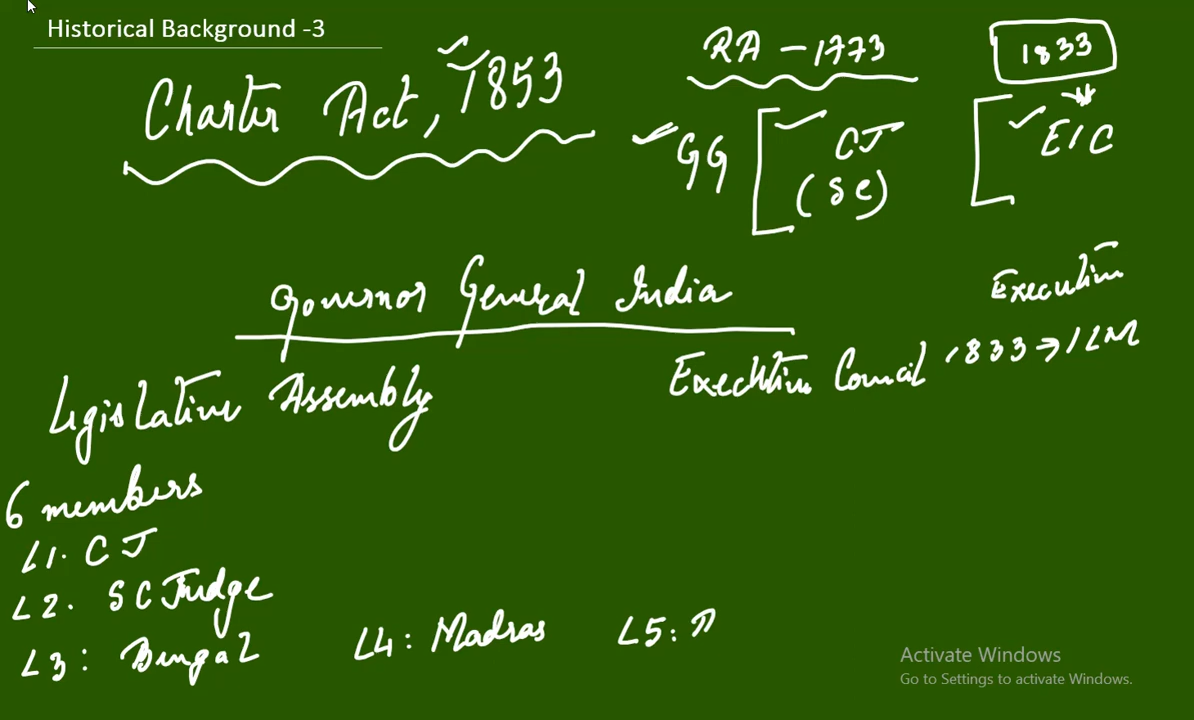 Historical Background -3
Charter Act, 1853
RA - 1773
1833
GG
CJ
(SC)
EIC
Governor General India
Executive
Legislative Assembly
Executive Council 1833 → 1LM
6 members
L1. CJ
L2. SC Judge
L3: Bengal
L4: Madras
L5:
Activate Windows
Go to Settings to activate Windows.